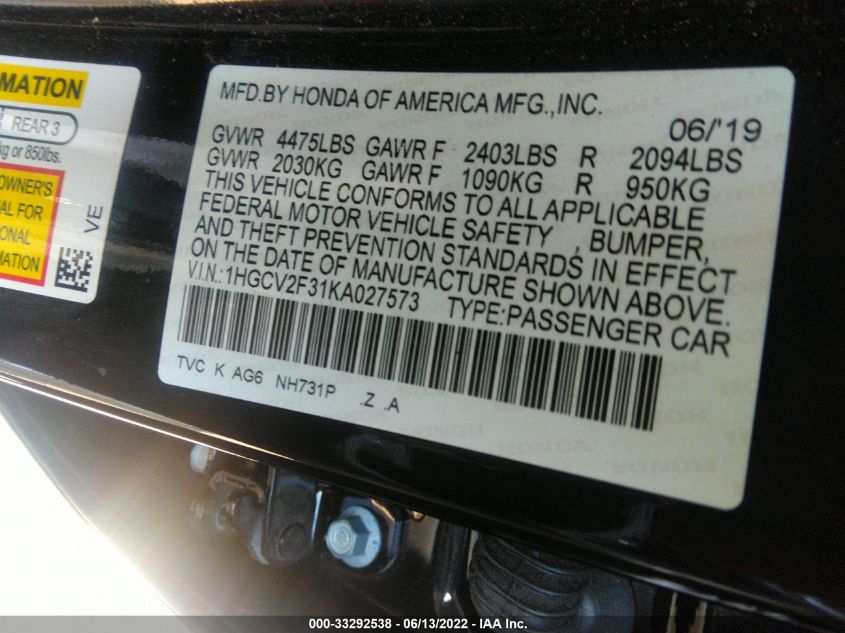 MATION
REAR 3
kg or 850lbs.
OWNER'S
AL FOR
ONAL
MATION
VE
MFD.BY HONDA OF AMERICA MFG.,INC.
06/'19
GVWR 4475LBS GAWR F 2403LBS R 2094LBS
GVWR 2030KG GAWR F 1090KG R 950KG
THIS VEHICLE CONFORMS TO ALL APPLICABLE
FEDERAL MOTOR VEHICLE SAFETY , BUMPER,
AND THEFT PREVENTION STANDARDS IN EFFECT
ON THE DATE OF MANUFACTURE SHOWN ABOVE.
V.I.N.:1HGCV2F31KA027573 TYPE:PASSENGER CAR
TVC K AG6 NH731P .Z .A
000-33292538 - 06/13/2022 - IAA Inc.